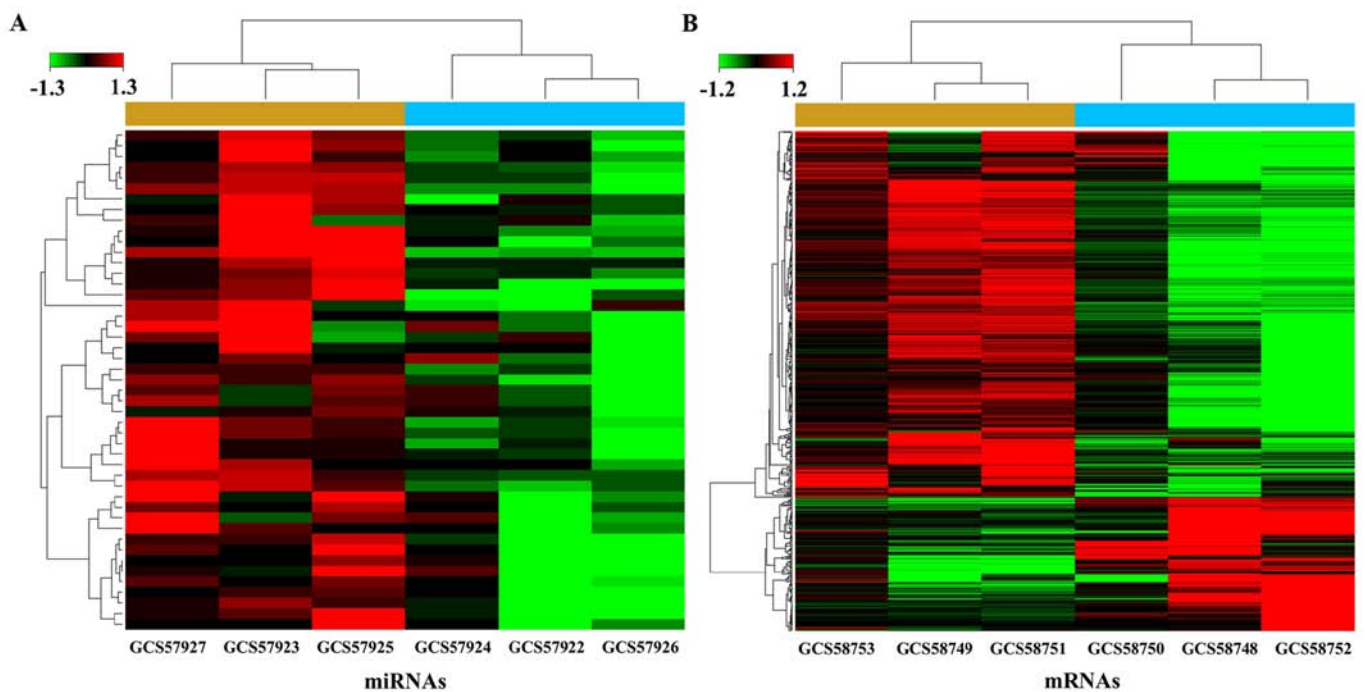 A
B
-1.3 1.3
-1.2 1.2
GCS57927 GCS57923 GCS57925 GCS57924 GCS57922 GCS57926
GCS58753 GCS58749 GCS58751 GCS58750 GCS58748 GCS58752
miRNAs
mRNAs